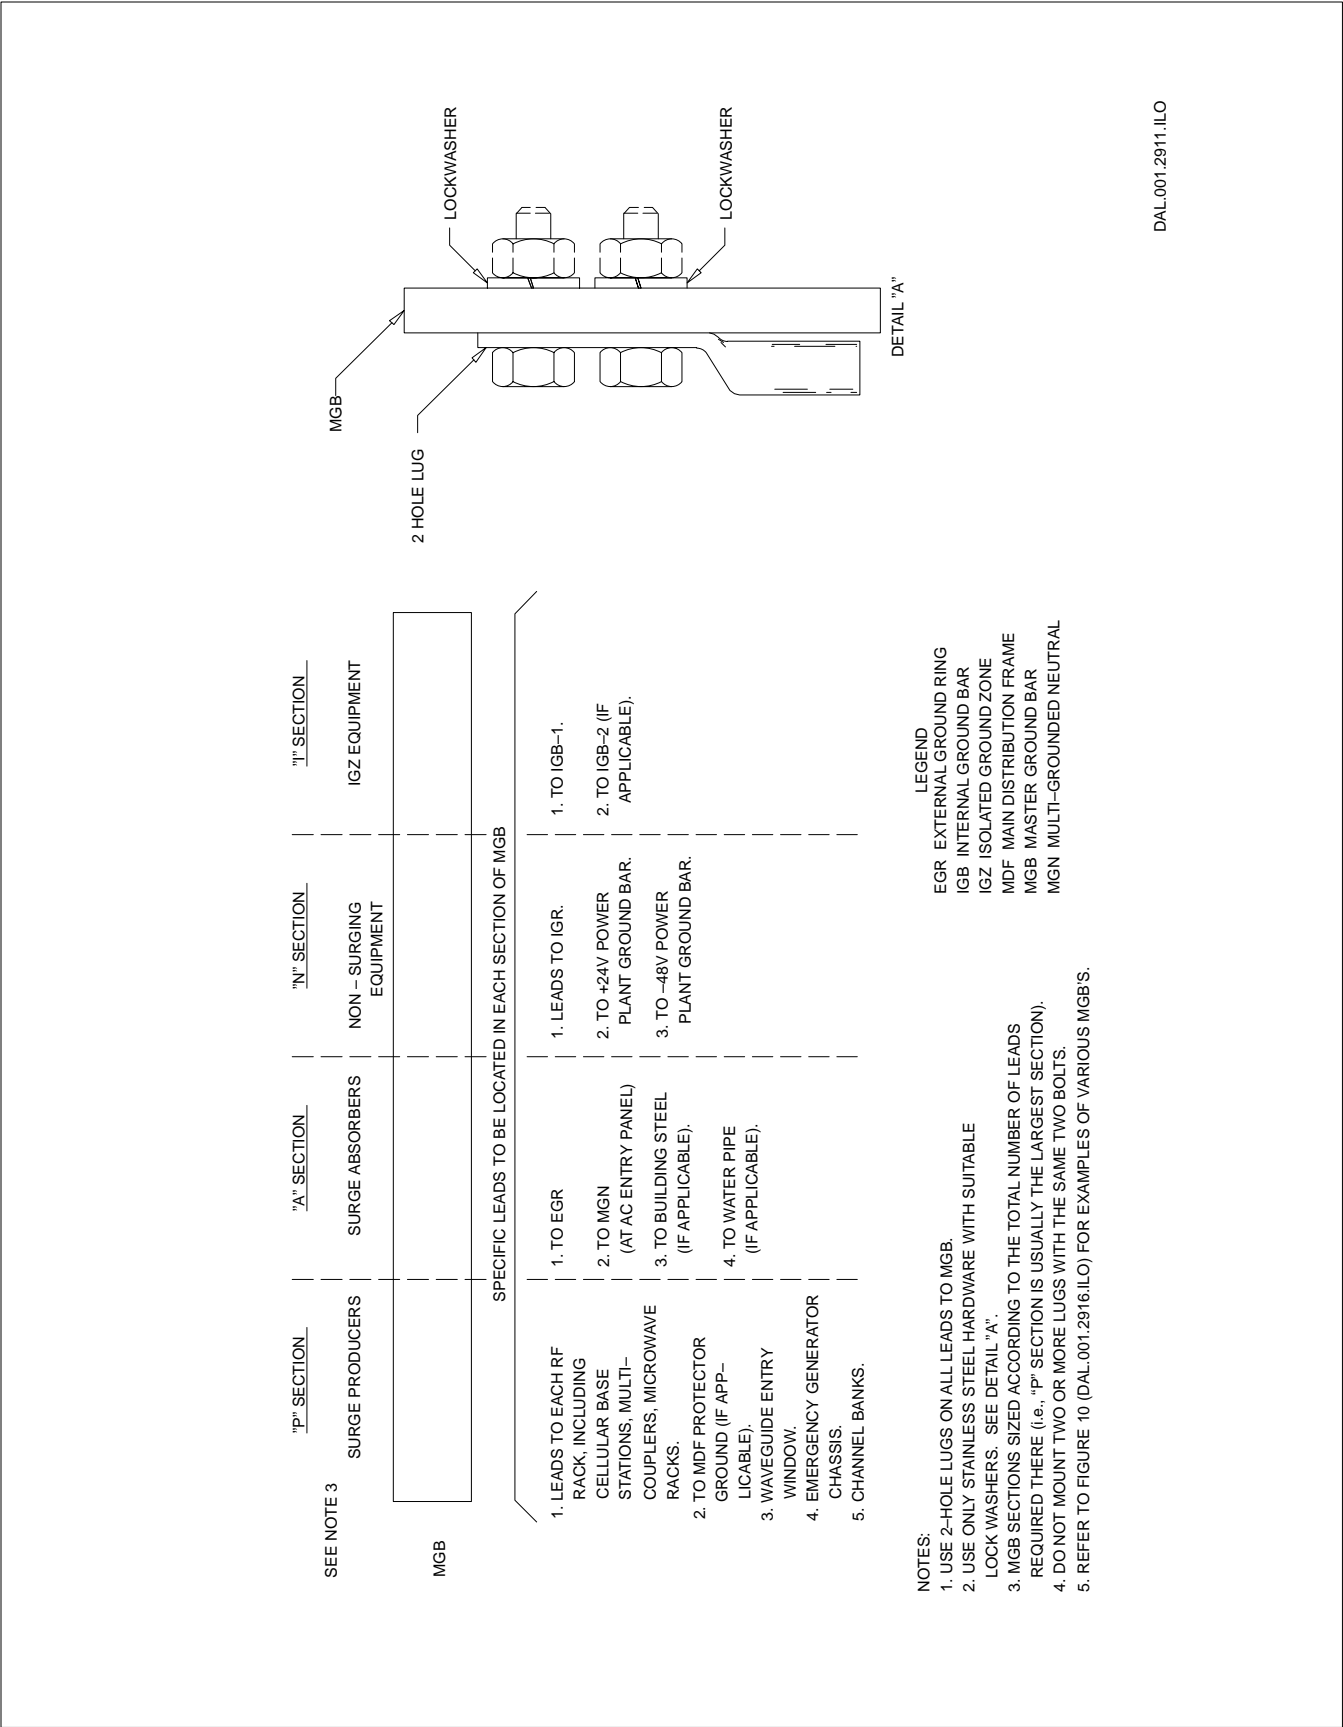 SEE NOTE 3
"P" SECTION
SURGE PRODUCERS
"A" SECTION
SURGE ABSORBERS
"N" SECTION
NON – SURGING
EQUIPMENT
"I" SECTION
IGZ EQUIPMENT
MGB
SPECIFIC LEADS TO BE LOCATED IN EACH SECTION OF MGB
1. LEADS TO EACH RF
RACK, INCLUDING
CELLULAR BASE
STATIONS, MULTI–
COUPLERS, MICROWAVE
RACKS.
2. TO MDF PROTECTOR
GROUND (IF APP–
LICABLE).
3. WAVEGUIDE ENTRY
WINDOW.
4. EMERGENCY GENERATOR
CHASSIS.
5. CHANNEL BANKS.
1. TO EGR
2. TO MGN
(AT AC ENTRY PANEL)
3. TO BUILDING STEEL
(IF APPLICABLE).
4. TO WATER PIPE
(IF APPLICABLE).
1. LEADS TO IGR.
2. TO +24V POWER
PLANT GROUND BAR.
3. TO –48V POWER
PLANT GROUND BAR.
1. TO IGB–1.
2. TO IGB–2 (IF
APPLICABLE).
MGB
2 HOLE LUG
LOCKWASHER
LOCKWASHER
DETAIL "A"
NOTES:
1. USE 2–HOLE LUGS ON ALL LEADS TO MGB.
2. USE ONLY STAINLESS STEEL HARDWARE WITH SUITABLE
LOCK WASHERS. SEE DETAIL "A".
3. MGB SECTIONS SIZED ACCORDING TO THE TOTAL NUMBER OF LEADS
REQUIRED THERE (i.e., "P" SECTION IS USUALLY THE LARGEST SECTION).
4. DO NOT MOUNT TWO OR MORE LUGS WITH THE SAME TWO BOLTS.
5. REFER TO FIGURE 10 (DAL.001.2916.ILO) FOR EXAMPLES OF VARIOUS MGB'S.
LEGEND
EGR EXTERNAL GROUND RING
IGB INTERNAL GROUND BAR
IGZ ISOLATED GROUND ZONE
MDF MAIN DISTRIBUTION FRAME
MGB MASTER GROUND BAR
MGN MULTI–GROUNDED NEUTRAL
DAL.001.2911.ILO